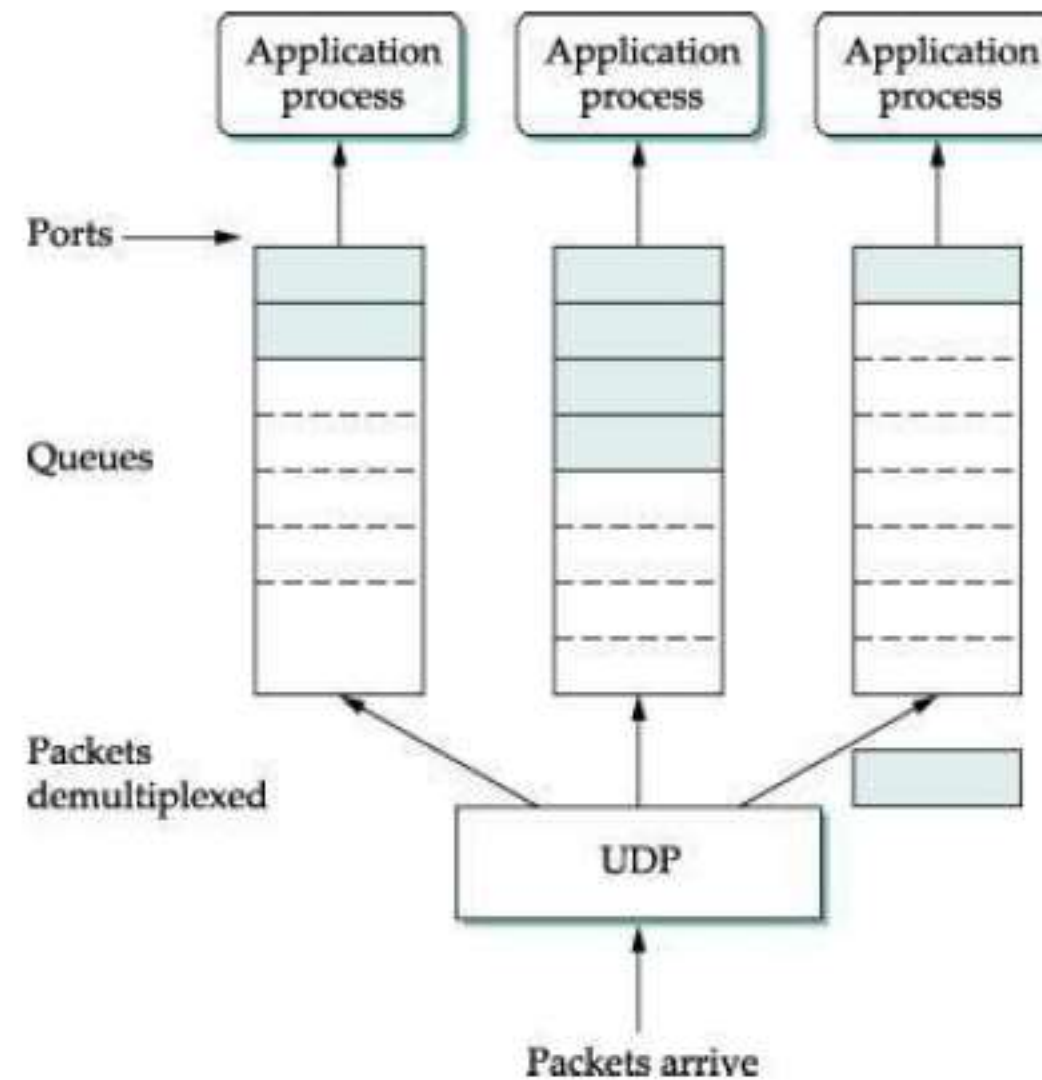 Application
process
Application
process
Application
process
Ports
Queues
Packets
demultiplexed
UDP
Packets arrive